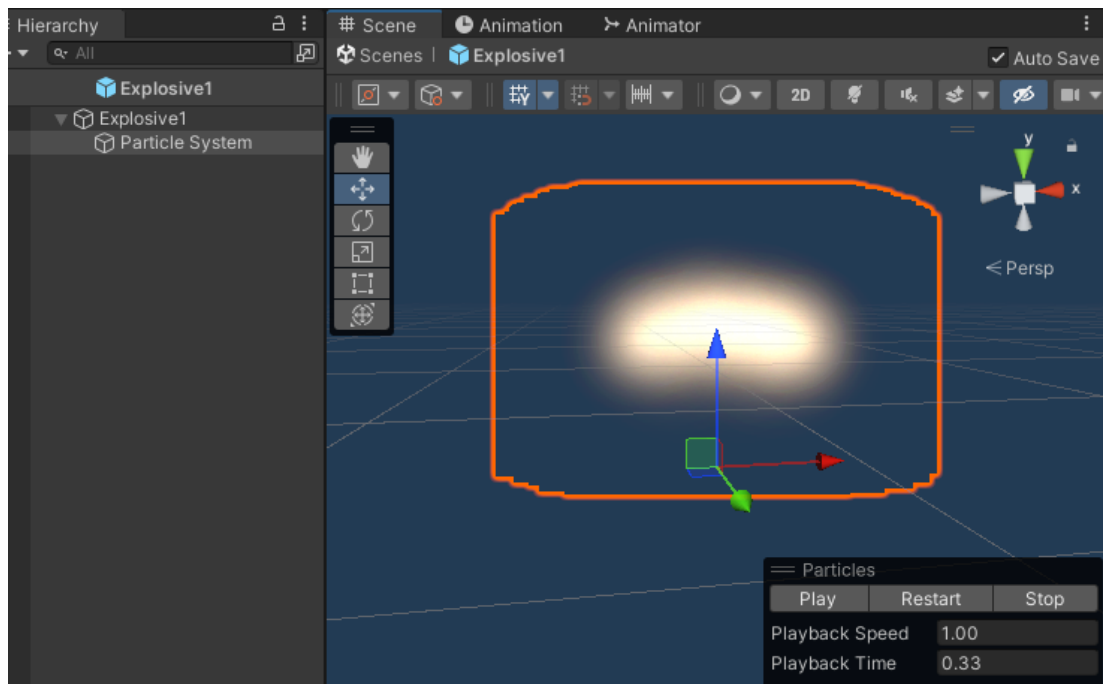 Hierarchy
All
Explosive1
Explosive1
Particle System
Scene
Animation
Animator
Scenes | Explosive1
Auto Save
2D
y
x
Persp
Particles
Play Restart Stop
Playback Speed 1.00
Playback Time 0.33